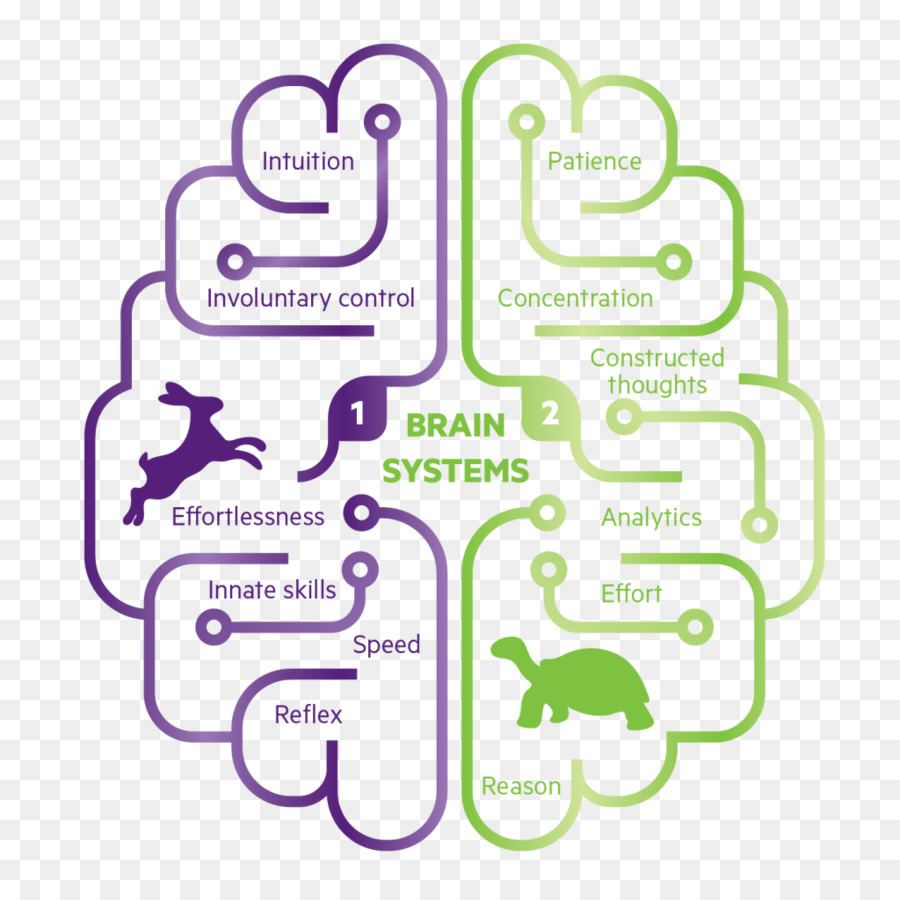 Intuition
Involuntary control
1
Effortlessness
Innate skills
Speed
Reflex
BRAIN
SYSTEMS
Patience
Concentration
Constructed
thoughts
2
Analytics
Effort
Reason